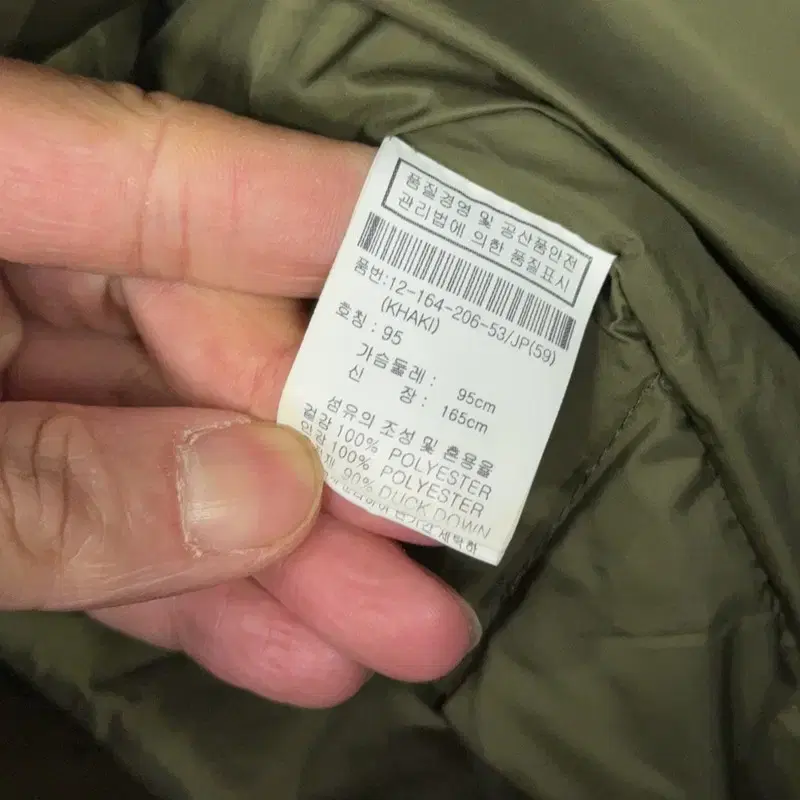 품질경영 및 공산품안전
관리법에 의한 품질표시
품번:12-164-206-53/JP(59)
(KHAKI)
호칭 : 95
가슴둘레 : 95cm
신 장 : 165cm
섬유의 조성 및 혼용율
겉감 100% POLYESTER
안감 100% POLYESTER
90% DUCK DOWN